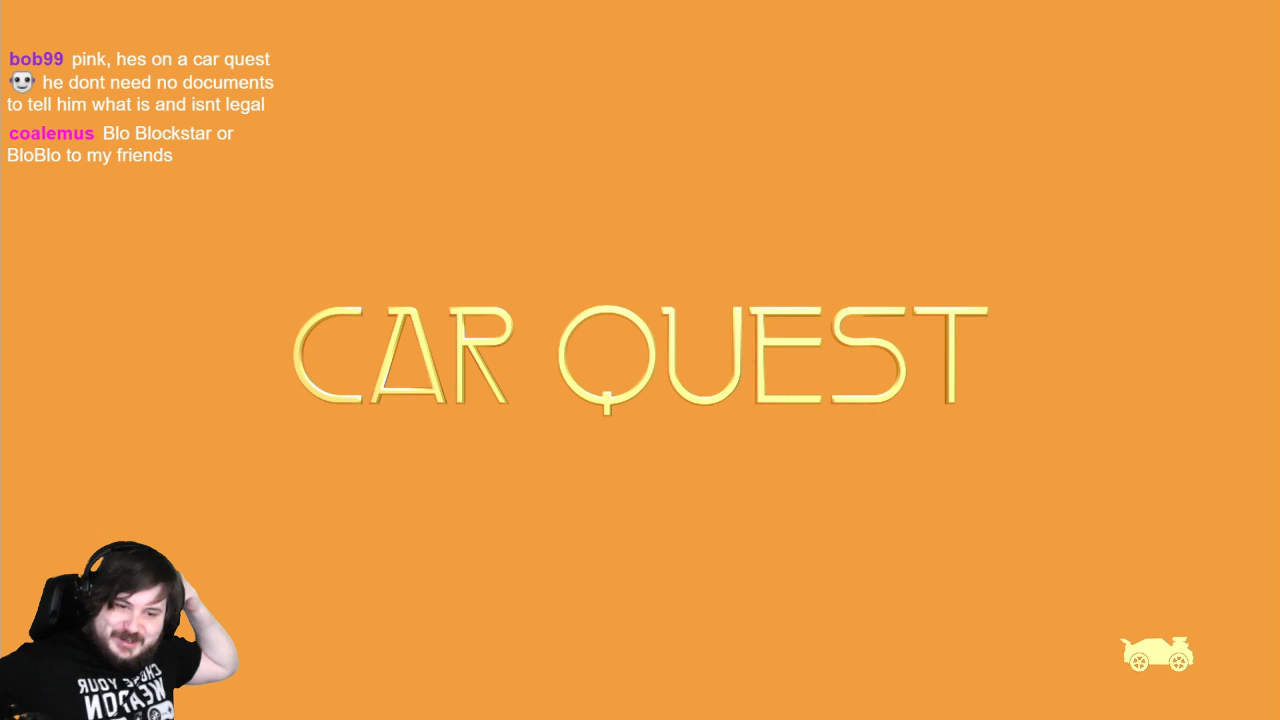 bob99 pink, hes on a car quest
he dont need no documents
to tell him what is and isnt legal
coalemus Blo Blockstar or
BloBlo to my friends
CAR QUEST
YOUR